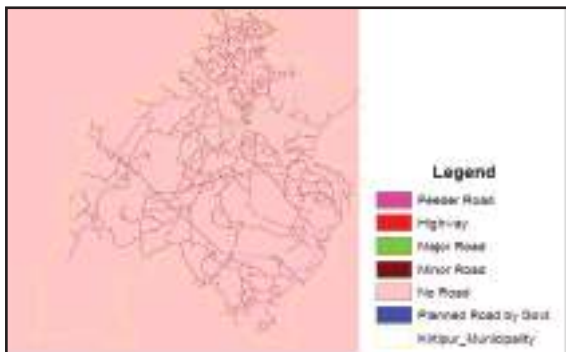 Legend
Feeder Road
Highway
Major Road
Minor Road
No Road
Planned Road by Govt
Kirtipur_Municipality